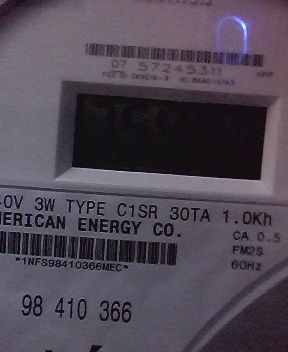 07 57245311
40V 3W TYPE C1SR 30TA 1.0Kh
MERICAN ENERGY CO.
CA 0.5
*1NFS98410366MEC*
FM2S
60Hz
98 410 366